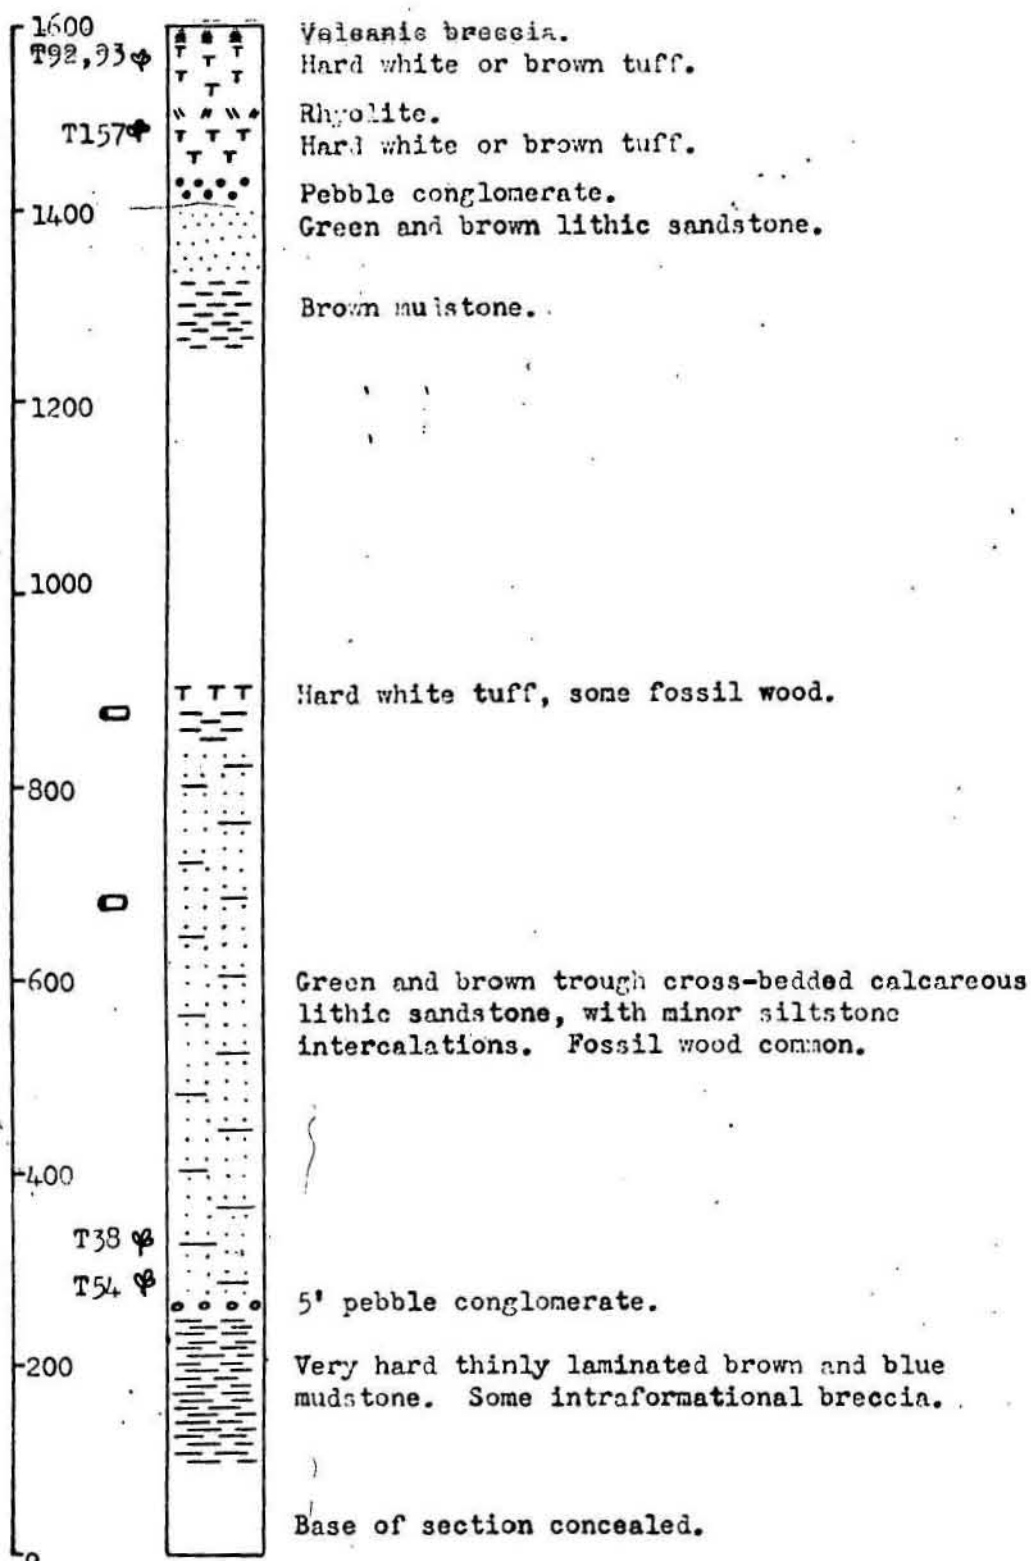 1600
Volcanic breccia.
T92,93
Hard white or brown tuff.
Rhyolite.
T157
Hard white or brown tuff.
Pebble conglomerate.
1400
Green and brown lithic sandstone.
Brown mudstone.
1200
1000
Hard white tuff, some fossil wood.
800
600
Green and brown trough cross-bedded calcareous
lithic sandstone, with minor siltstone
intercalations. Fossil wood common.
400
T38
T54
5' pebble conglomerate.
200
Very hard thinly laminated brown and blue
mudstone. Some intraformational breccia.
Base of section concealed.
0